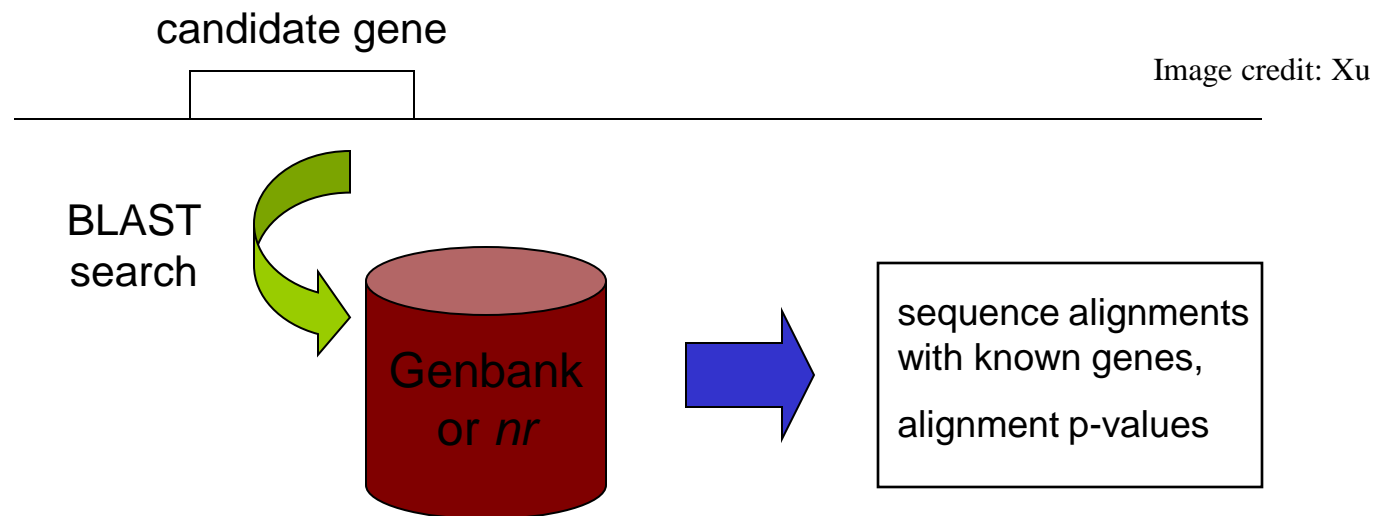 candidate gene
Image credit: Xu
BLAST
search
Genbank
or nr
sequence alignments
with known genes,
alignment p-values